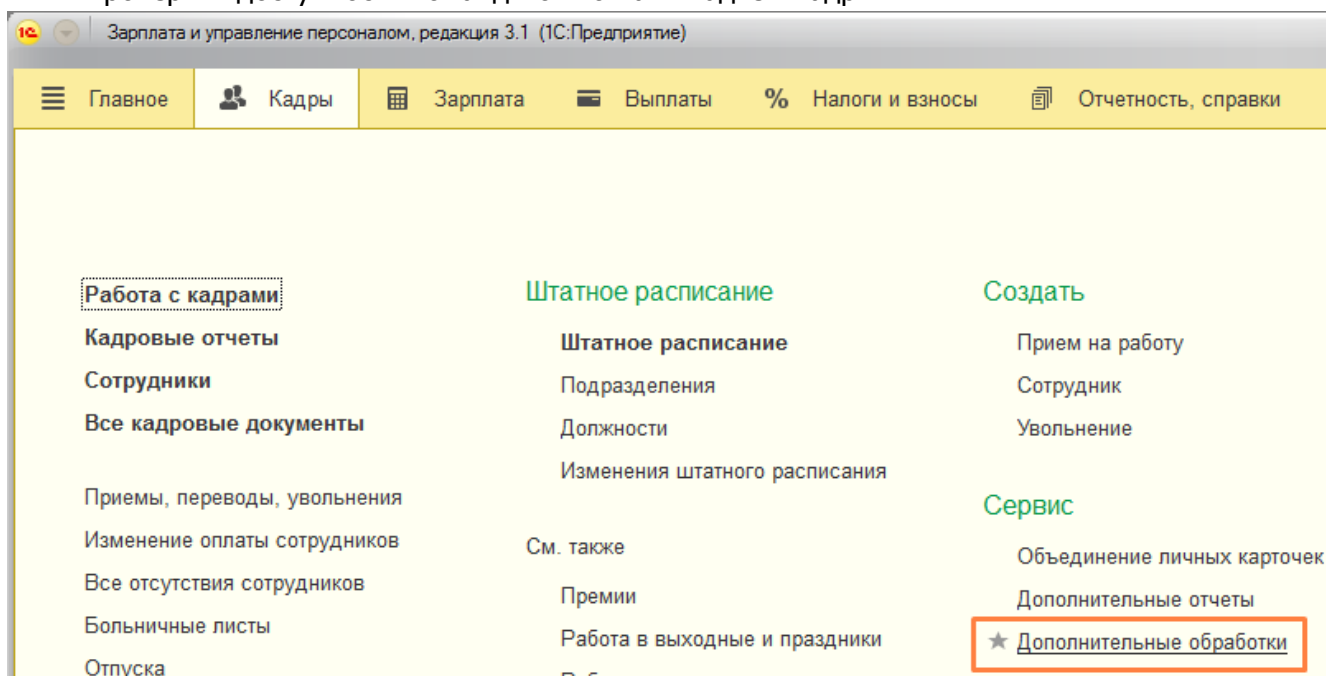 Зарплата и управление персоналом, редакция 3.1 (1С:Предприятие)
Главное
Кадры
Зарплата
Выплаты
% Налоги и взносы
Отчетность, справки
Работа с кадрами
Кадровые отчеты
Сотрудники
Все кадровые документы
Приемы, переводы, увольнения
Изменение оплаты сотрудников
Все отсутствия сотрудников
Больничные листы
Отпуска
Штатное расписание
Штатное расписание
Подразделения
Должности
Изменения штатного расписания
См. также
Премии
Работа в выходные и праздники
Создать
Прием на работу
Сотрудник
Увольнение
Сервис
Объединение личных карточек
Дополнительные отчеты
Дополнительные обработки